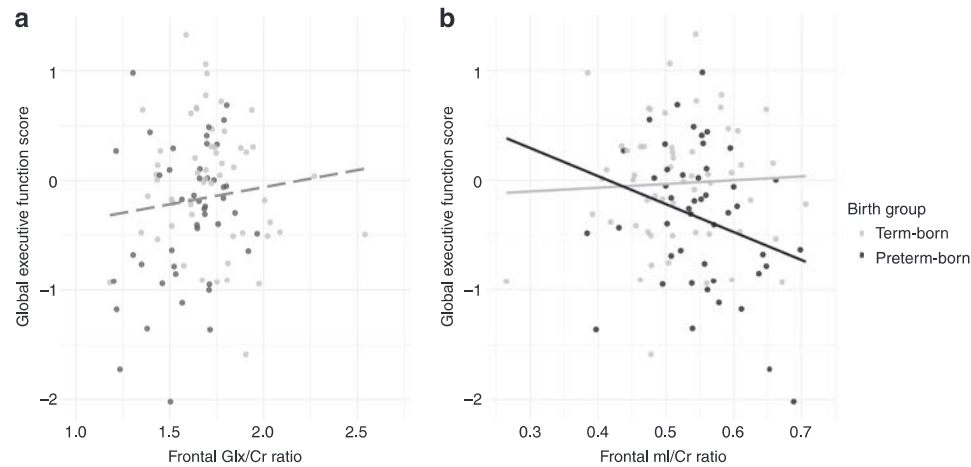 a
b
Global executive function score
1
0
−1
−2
1.0
1.5
2.0
2.5
Frontal Glx/Cr ratio
Global executive function score
1
0
−1
−2
0.3
0.4
0.5
0.6
0.7
Frontal mI/Cr ratio
Birth group
Term-born
Preterm-born